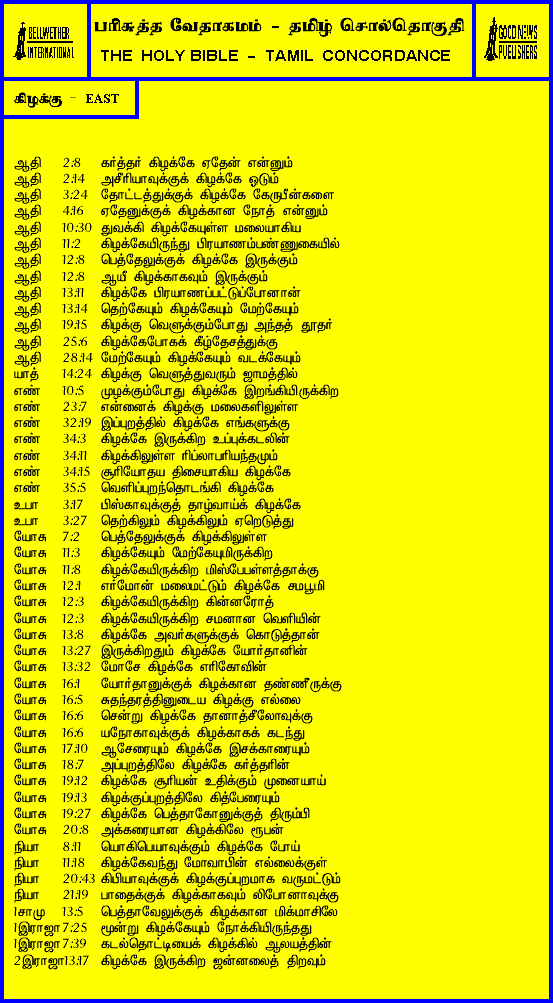 BELLWETHER
INTERNATIONAL
பரிசுத்த வேதாகமம் - தமிழ் சொல்தொகுதி
THE HOLY BIBLE - TAMIL CONCORDANCE
GOOD NEWS
PUBLISHERS
கிழக்கு - EAST
ஆதி 2:8 கர்த்தர் கிழக்கே ஏதேன் என்னும்
ஆதி 2:14 அசீரியாவுக்குக் கிழக்கே ஓடும்
ஆதி 3:24 தோட்டத்துக்குக் கிழக்கே கேருபீன்களை
ஆதி 4:16 ஏதேனுக்குக் கிழக்கான நோத் என்னும்
ஆதி 10:30 துவக்கி கிழக்கேயுள்ள மலையாகிய
ஆதி 11:2 கிழக்கேயிருந்து பிரயாணம்பண்ணுகையில்
ஆதி 12:8 பெத்தேலுக்குக் கிழக்கே இருக்கும்
ஆதி 12:8 ஆயீ கிழக்காகவும் இருக்கும்
ஆதி 13:11 கிழக்கே பிரயாணப்பட்டுப்போனான்
ஆதி 13:14 தெற்கேயும் கிழக்கேயும் மேற்கேயும்
ஆதி 19:15 கிழக்கு வெளுக்கும்போது அந்தத் தூதர்
ஆதி 25:6 கிழக்கேபோகக் கீழ்தேசத்துக்கு
ஆதி 28:14 மேற்கேயும் கிழக்கேயும் வடக்கேயும்
யாத் 14:24 கிழக்கு வெளுத்துவரும் ஜாமத்தில்
எண் 10:5 முழக்கும்போது கிழக்கே இறங்கியிருக்கிற
எண் 23:7 என்னைக் கிழக்கு மலைகளிலுள்ள
எண் 32:19 இப்புறத்தில் கிழக்கே எங்களுக்கு
எண் 34:3 கிழக்கே இருக்கிற உப்புக்கடலின்
எண் 34:11 கிழக்கிலுள்ள ரிப்லாபரியந்தமும்
எண் 34:15 சூரியோதய திசையாகிய கிழக்கே
எண் 35:5 வெளிப்புறந்தொடங்கி கிழக்கே
உபா 3:17 பிஸ்காவுக்குத் தாழ்வாய்க் கிழக்கே
உபா 3:27 தெற்கிலும் கிழக்கிலும் ஏறெடுத்து
யோசு 7:2 பெத்தேலுக்குக் கிழக்கிலுள்ள
யோசு 11:3 கிழக்கேயும் மேற்கேயுமிருக்கிற
யோசு 11:8 கிழக்கேயிருக்கிற மிஸ்பேபள்ளத்தாக்கு
யோசு 12:1 எர்மோன் மலைமட்டும் கிழக்கே சமபூமி
யோசு 12:3 கிழக்கேயிருக்கிற கின்னரோத்
யோசு 12:3 கிழக்கேயிருக்கிற சமனான வெளியின்
யோசு 13:8 கிழக்கே அவர்களுக்குக் கொடுத்தான்
யோசு 13:27 இருக்கிறதும் கிழக்கே யோர்தானின்
யோசு 13:32 மோசே கிழக்கே எரிகோவின்
யோசு 16:1 யோர்தானுக்குக் கிழக்கான தண்ணீருக்கு
யோசு 16:5 சுதந்தரத்தினுடைய கிழக்கு எல்லை
யோசு 16:6 சென்று கிழக்கே தானாத்சீலோவுக்கு
யோசு 16:6 யநோகாவுக்குக் கிழக்காகக் கடந்து
யோசு 17:10 ஆசேரையும் கிழக்கே இசக்காரையும்
யோசு 18:7 அப்புறத்திலே கிழக்கே கர்த்தரின்
யோசு 19:12 கிழக்கே சூரியன் உதிக்கும் முனையாய்
யோசு 19:13 கிழக்குப்புறத்திலே கித்பேரையும்
யோசு 19:27 கிழக்கே பெத்தாகோனுக்குத் திரும்பி
யோசு 20:8 அக்கரையான கிழக்கிலே ரூபன்
நியா 8:11 யொகிபெயாவுக்கும் கிழக்கே போய்
நியா 11:18 கிழக்கேவந்து மோவாபின் எல்லைக்குள்
நியா 20:43 கிபியாவுக்குக் கிழக்குப்புறமாக வருமட்டும்
நியா 21:19 பாதைக்குக் கிழக்காகவும் லிபோனாவுக்கு
1சாமு 13:5 பெத்தாவேலுக்குக் கிழக்கான மிக்மாசிலே
1இராஜா 7:25 மூன்று கிழக்கேயும் நோக்கியிருந்தது
1இராஜா 7:39 கடல்தொட்டியைக் கிழக்கில் ஆலயத்தின்
2இராஜா 13:17 கிழக்கே இருக்கிற ஜன்னலைத் திறவும்